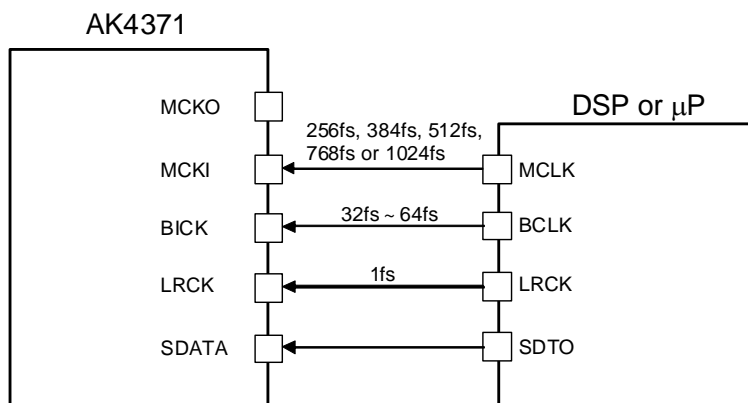 AK4371
DSP or μP
MCKO
256fs, 384fs, 512fs,
768fs or 1024fs
MCKI
MCLK
BICK
32fs ~ 64fs
BCLK
LRCK
1fs
LRCK
SDATA
SDTO